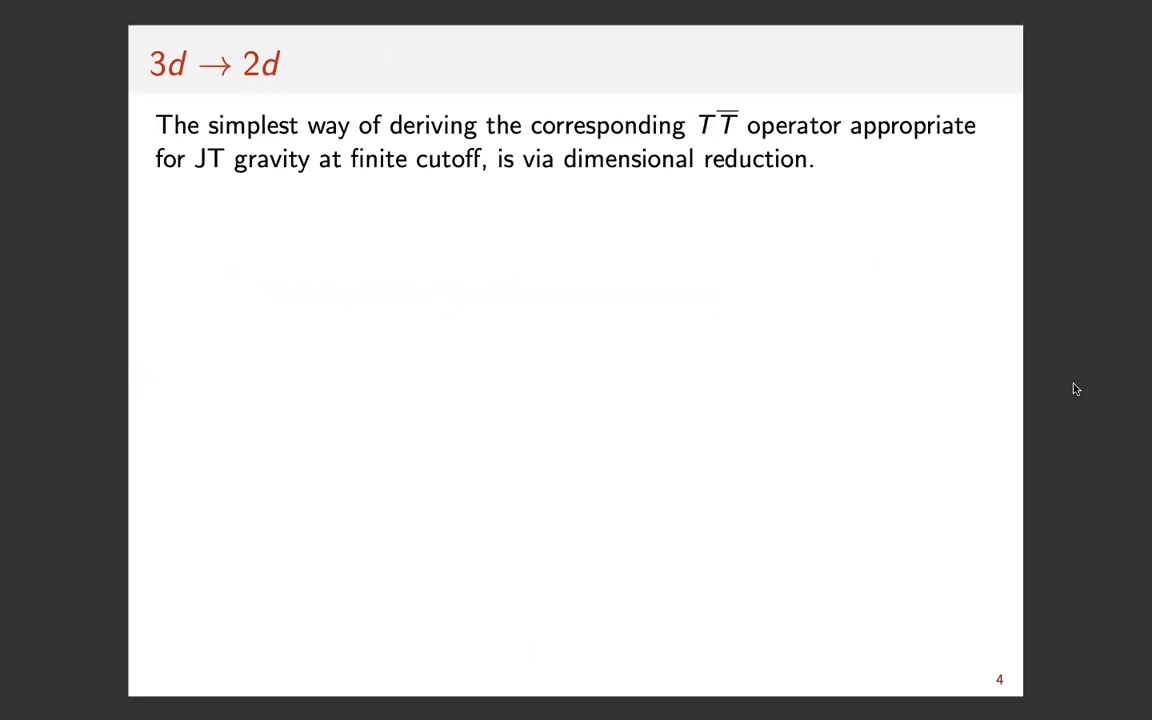 3d → 2d
The simplest way of deriving the corresponding TT̅ operator appropriate
for JT gravity at finite cutoff, is via dimensional reduction.
4